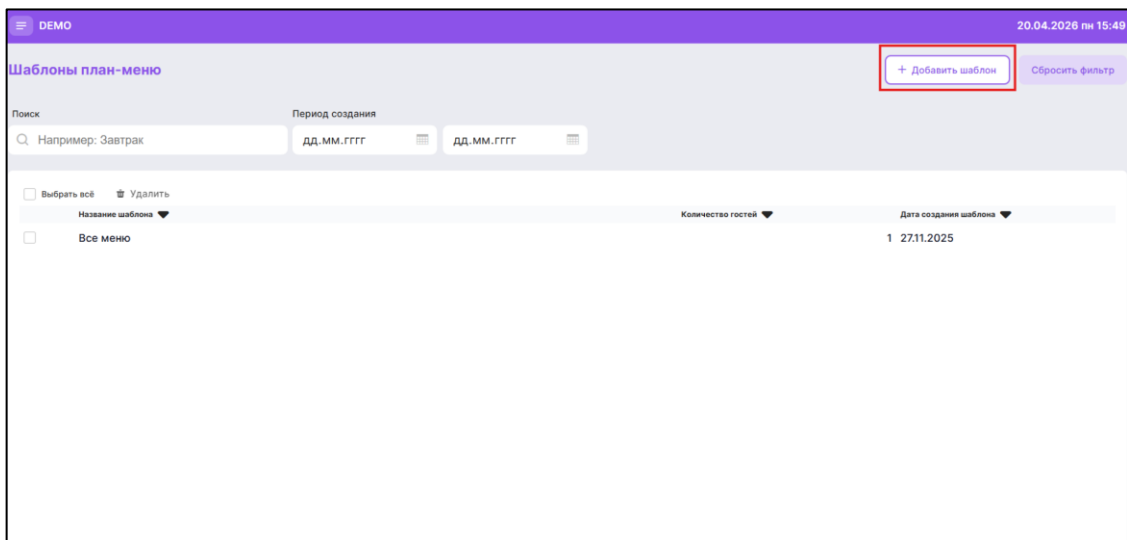 DEMO
20.04.2026 пн 15:49
Шаблоны план-меню
+ Добавить шаблон
Сбросить фильтр
Поиск
Период создания
Например: Завтрак
дд.мм.гггг
дд.мм.гггг
Выбрать всё
Удалить
Название шаблона
Количество гостей
Дата создания шаблона
Все меню
1
27.11.2025